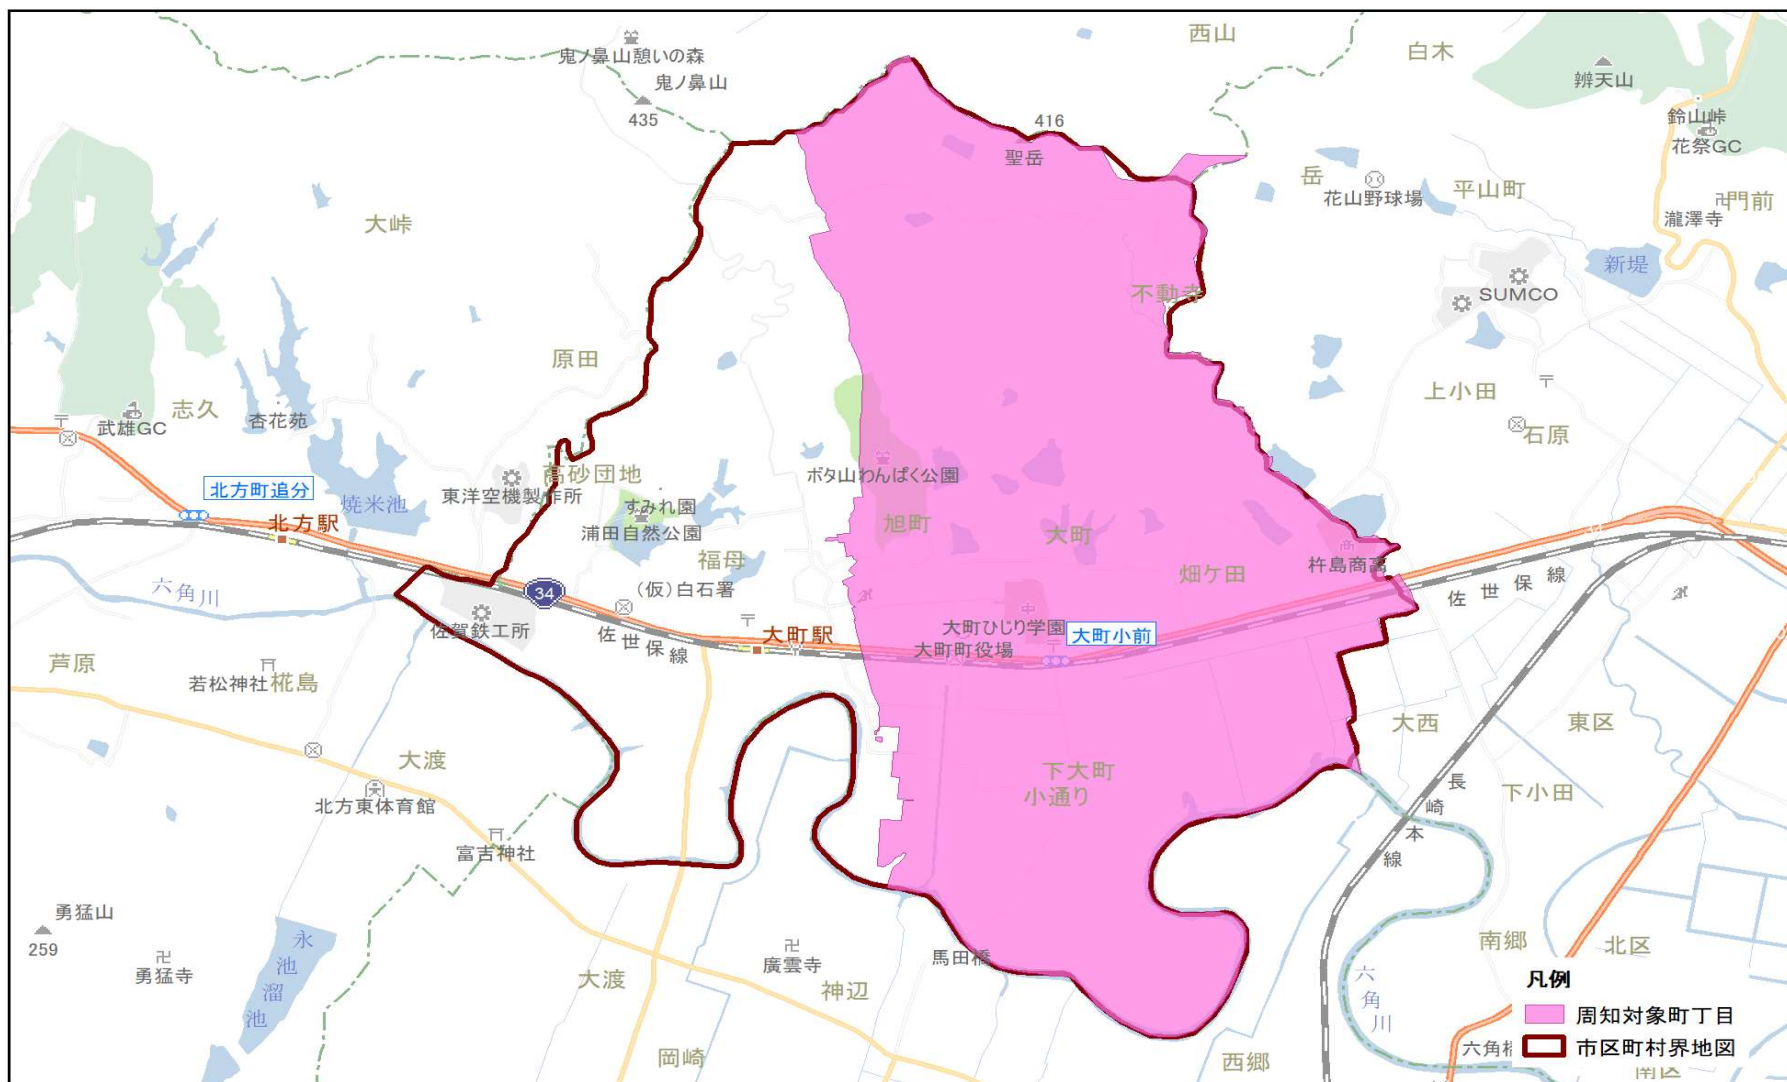 西山
白木
鬼ノ鼻山憩いの森
鬼ノ鼻山
435
辨天山
鈴山峠
花祭GC
416
聖岳
岳
花山野球場
平山町
門前
瀧澤寺
大峠
新堤
SUMCO
不動寺
原田
上小田
志久
武雄GC
杏花苑
石原
高砂団地
ボタ山わんぱく公園
北方町追分
東洋空機製作所
焼米池
すみれ園
北方駅
浦田自然公園
旭町
大町
福母
畑ケ田
杵島商高
34
六角川
34
(仮)白石署
佐世保線
佐賀鉄工所
佐世保線
大町駅
大町ひじり学園
大町小前
大町町役場
芦原
若松神社
椛島
大西
東区
大渡
下大町
小通り
長崎本線
下小田
北方東体育館
富吉神社
勇猛山
259
永池溜池
勇猛寺
廣雲寺
馬田橋
南郷
北区
大渡
神辺
六角川
凡例
周知対象町丁目
市区町村界地図
岡崎
西郷
六角
南区